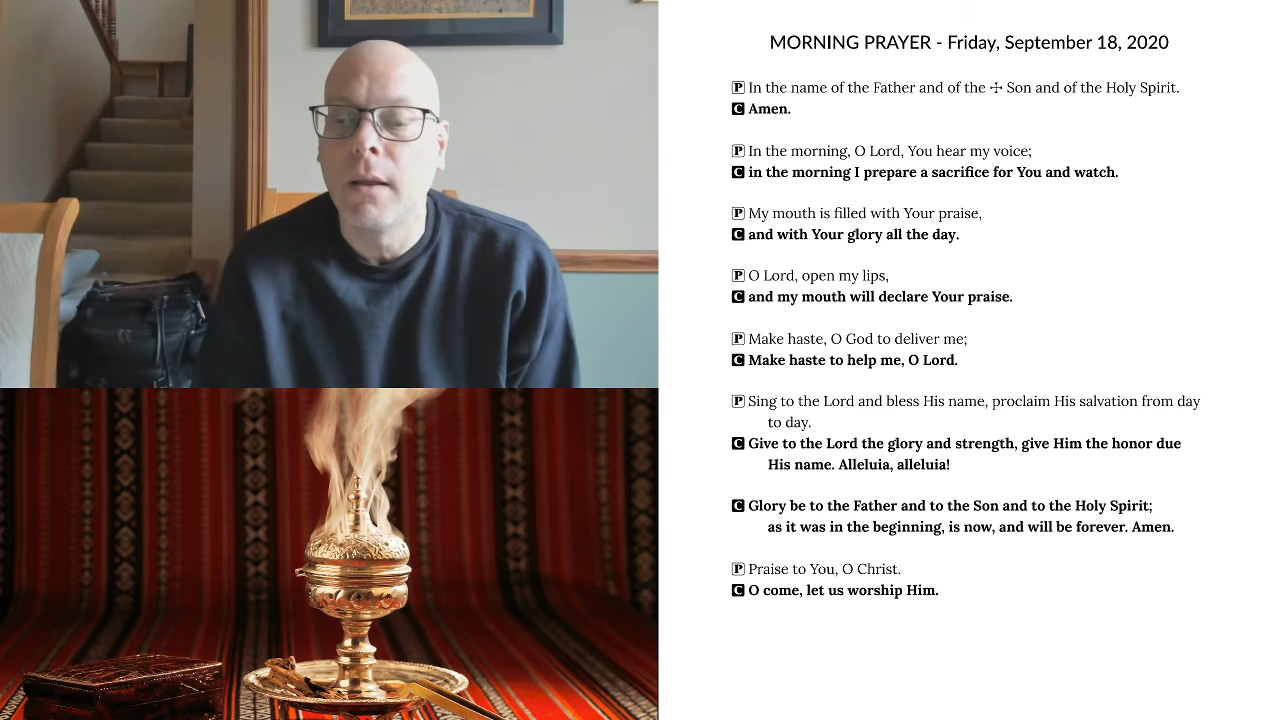 MORNING PRAYER - Friday, September 18, 2020
P In the name of the Father and of the ☩ Son and of the Holy Spirit.
C Amen.
P In the morning, O Lord, You hear my voice;
C in the morning I prepare a sacrifice for You and watch.
P My mouth is filled with Your praise,
C and with Your glory all the day.
P O Lord, open my lips,
C and my mouth will declare Your praise.
P Make haste, O God to deliver me;
C Make haste to help me, O Lord.
P Sing to the Lord and bless His name, proclaim His salvation from day
to day.
C Give to the Lord the glory and strength, give Him the honor due
His name. Alleluia, alleluia!
C Glory be to the Father and to the Son and to the Holy Spirit;
as it was in the beginning, is now, and will be forever. Amen.
P Praise to You, O Christ.
C O come, let us worship Him.